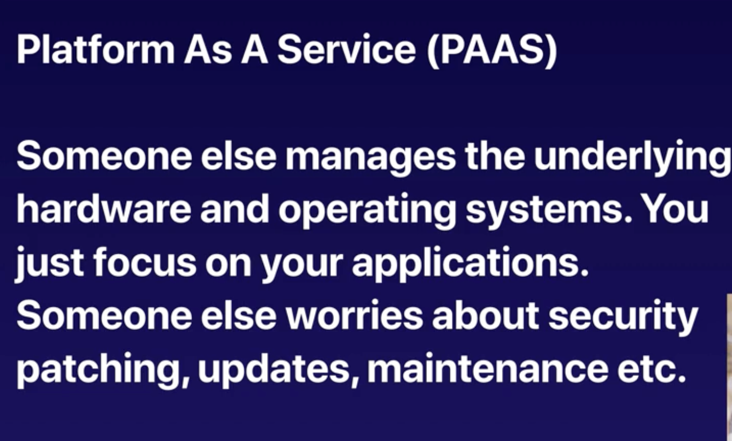 Platform As A Service (PAAS)
Someone else manages the underlying
hardware and operating systems. You
just focus on your applications.
Someone else worries about security
patching, updates, maintenance etc.